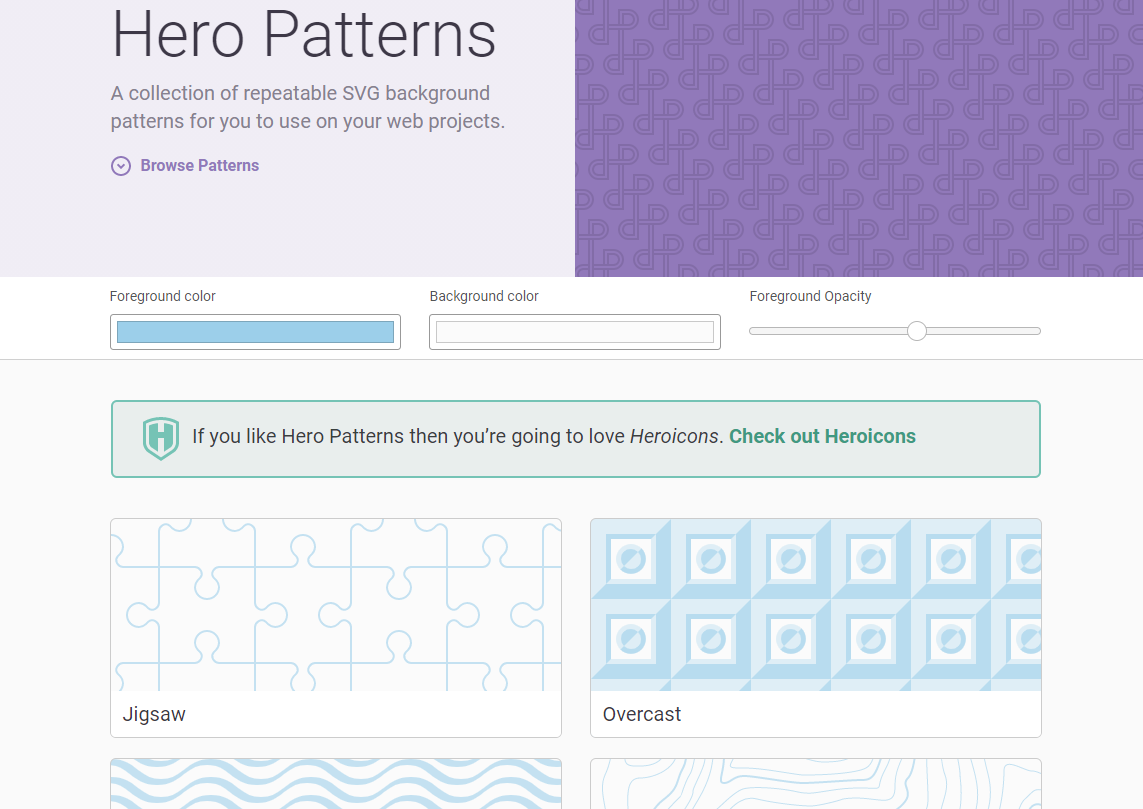 Hero Patterns
A collection of repeatable SVG background
patterns for you to use on your web projects.
Browse Patterns
Foreground color
Background color
Foreground Opacity
If you like Hero Patterns then you’re going to love Heroicons. Check out Heroicons
Jigsaw
Overcast